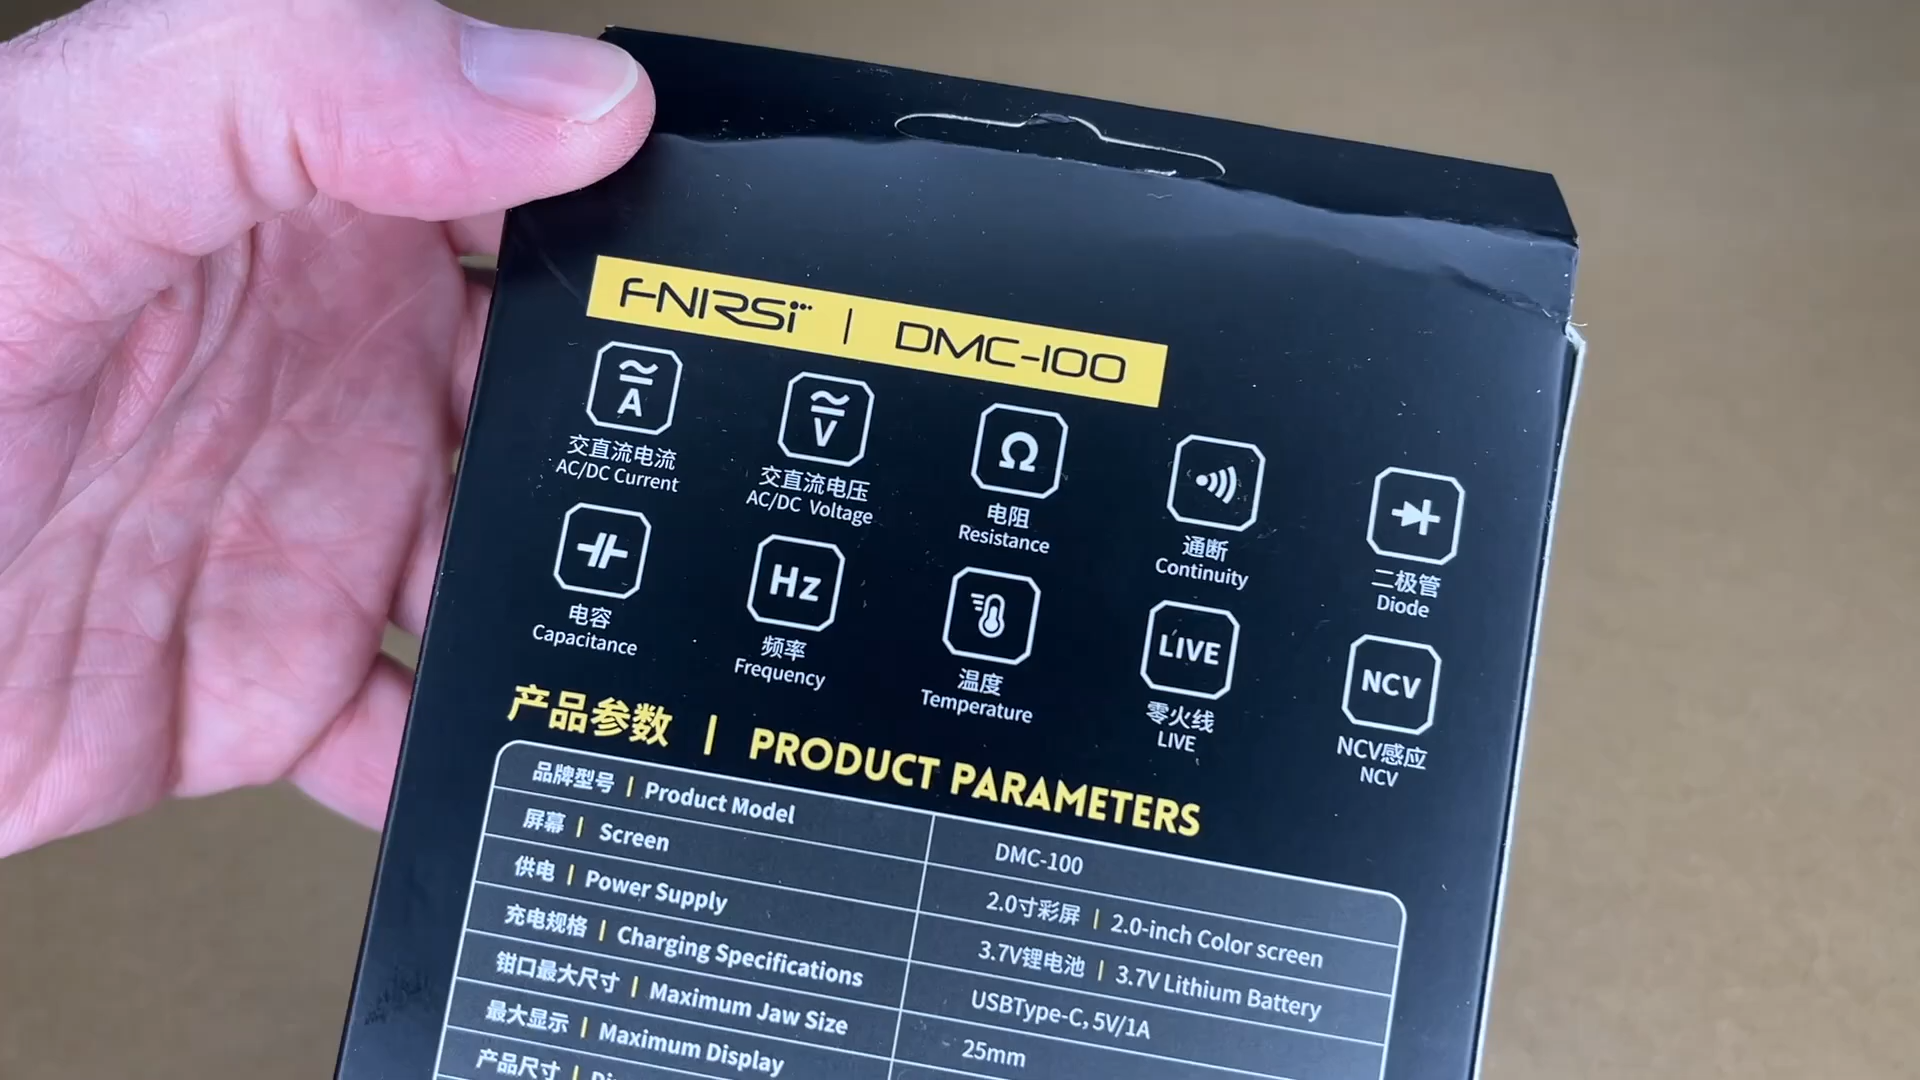 FNIRSI | DMC-100
A
交直流电流
AC/DC Current
V
交直流电压
AC/DC Voltage
Ω
电阻
Resistance
通断
Continuity
二极管
Diode
电容
Capacitance
Hz
频率
Frequency
温度
Temperature
LIVE
零火线
LIVE
NCV
NCV感应
NCV
产品参数 | PRODUCT PARAMETERS
品牌型号 | Product Model
DMC-100
屏幕 | Screen
2.0寸彩屏 | 2.0-inch Color screen
供电 | Power Supply
3.7V锂电池 | 3.7V Lithium Battery
充电规格 | Charging Specifications
USBType-C, 5V/1A
钳口最大尺寸 | Maximum Jaw Size
25mm
最大显示 | Maximum Display
产品尺寸 |